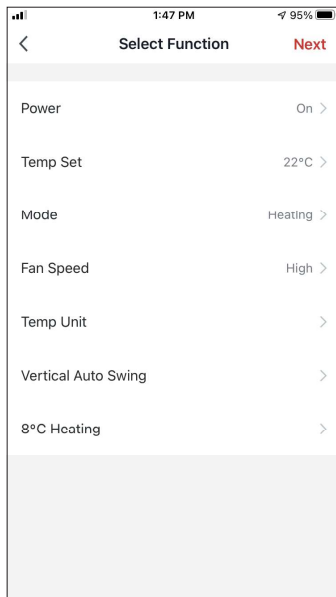 1:47 PM 95%
Select Function Next
Power On
Temp Set 22°C
Mode Heating
Fan Speed High
Temp Unit
Vertical Auto Swing
8°C Heating